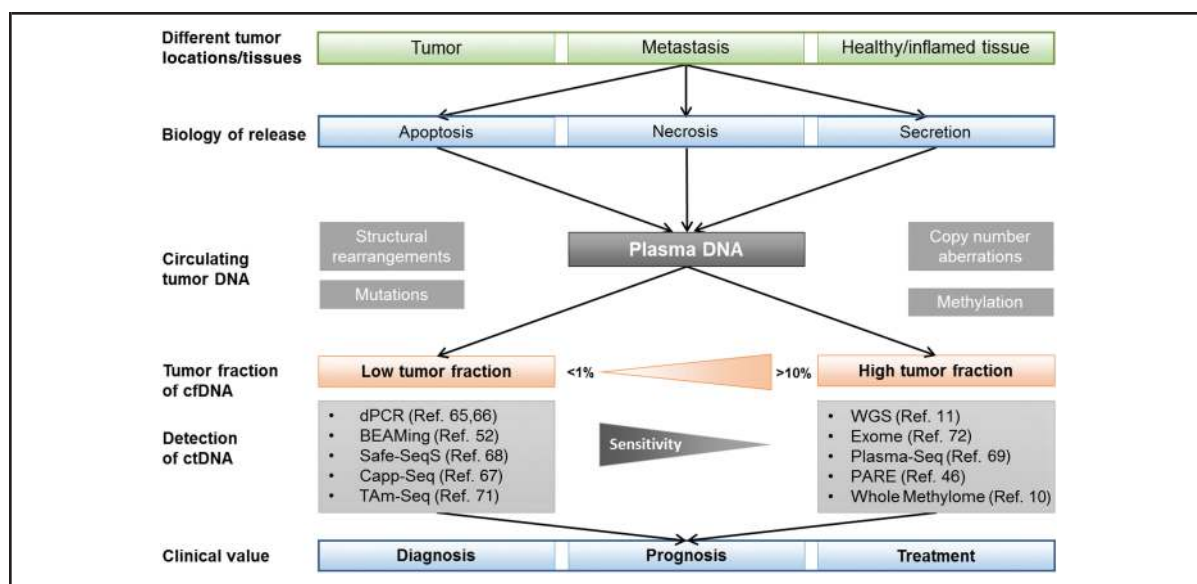 Different tumor
locations/tissues
Tumor
Metastasis
Healthy/inflamed tissue
Biology of release
Apoptosis
Necrosis
Secretion
Circulating
tumor DNA
Structural
rearrangements
Mutations
Plasma DNA
Copy number
aberrations
Methylation
Tumor fraction
of cfDNA
Low tumor fraction
<1%
>10%
High tumor fraction
Detection
of ctDNA
• dPCR (Ref. 65,66)
• BEAMing (Ref. 52)
• Safe-SeqS (Ref. 68)
• Capp-Seq (Ref. 67)
• TAm-Seq (Ref. 71)
Sensitivity
• WGS (Ref. 11)
• Exome (Ref. 72)
• Plasma-Seq (Ref. 69)
• PARE (Ref. 46)
• Whole Methylome (Ref. 10)
Clinical value
Diagnosis
Prognosis
Treatment